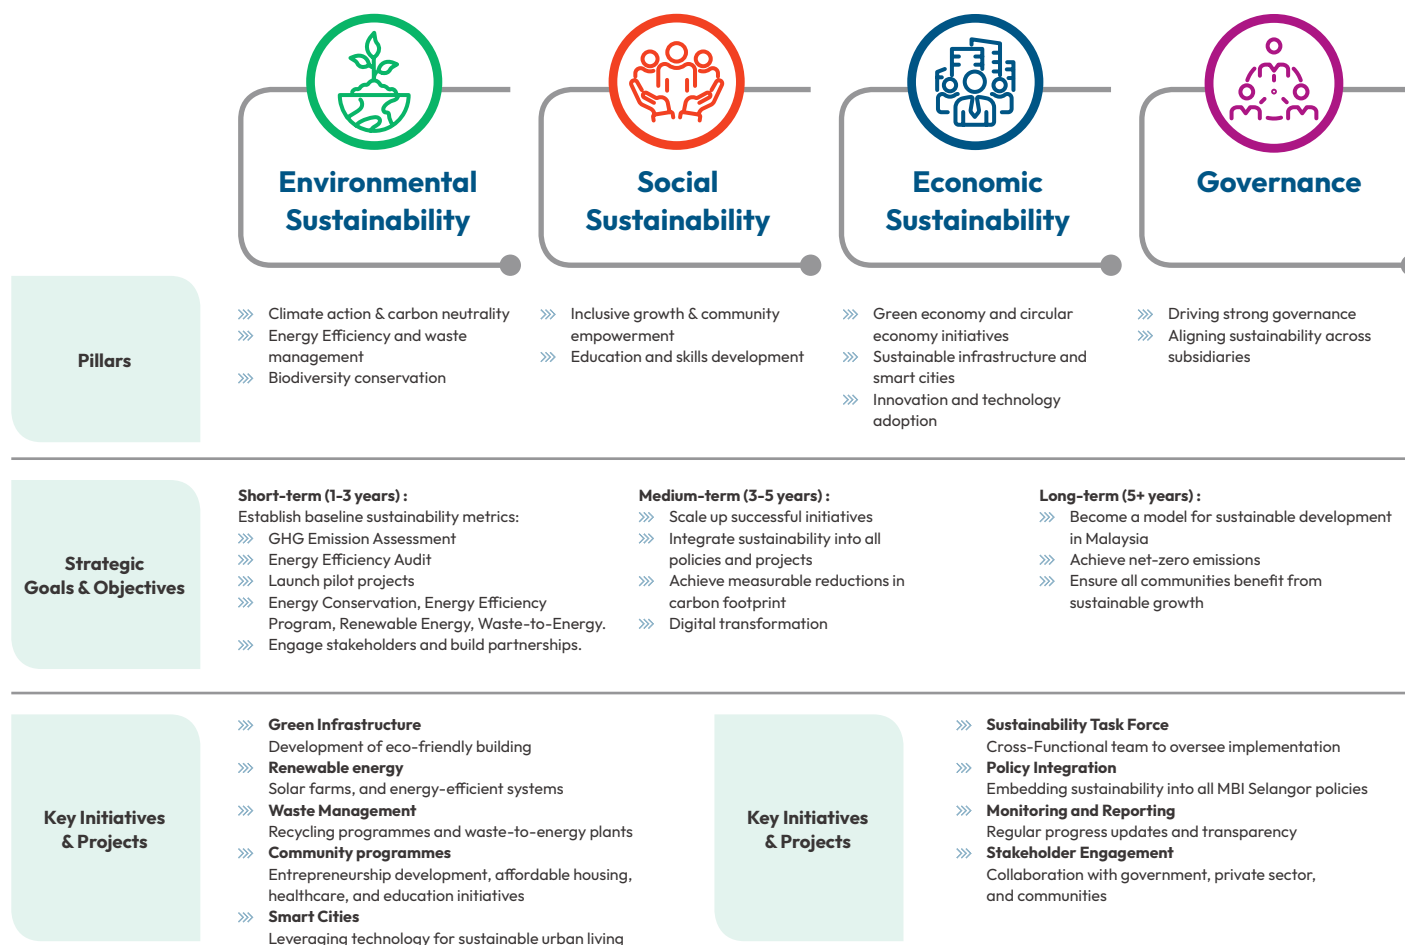 Environmental
Sustainability
Social
Sustainability
Economic
Sustainability
Governance
Pillars
Climate action & carbon neutrality
Energy Efficiency and waste
management
Biodiversity conservation
Inclusive growth & community
empowerment
Education and skills development
Green economy and circular
economy initiatives
Sustainable infrastructure and
smart cities
Innovation and technology
adoption
Driving strong governance
Aligning sustainability across
subsidiaries
Strategic
Goals & Objectives
Short-term (1-3 years) :
Establish baseline sustainability metrics:
GHG Emission Assessment
Energy Efficiency Audit
Launch pilot projects
Energy Conservation, Energy Efficiency
Program, Renewable Energy, Waste-to-Energy.
Engage stakeholders and build partnerships.
Medium-term (3-5 years) :
Scale up successful initiatives
Integrate sustainability into all
policies and projects
Achieve measurable reductions in
carbon footprint
Digital transformation
Long-term (5+ years) :
Become a model for sustainable development
in Malaysia
Achieve net-zero emissions
Ensure all communities benefit from
sustainable growth
Key Initiatives
& Projects
Green Infrastructure
Development of eco-friendly building
Renewable energy
Solar farms, and energy-efficient systems
Waste Management
Recycling programmes and waste-to-energy plants
Community programmes
Entrepreneurship development, affordable housing,
healthcare, and education initiatives
Smart Cities
Leveraging technology for sustainable urban living
Key Initiatives
& Projects
Sustainability Task Force
Cross-Functional team to oversee implementation
Policy Integration
Embedding sustainability into all MBI Selangor policies
Monitoring and Reporting
Regular progress updates and transparency
Stakeholder Engagement
Collaboration with government, private sector,
and communities